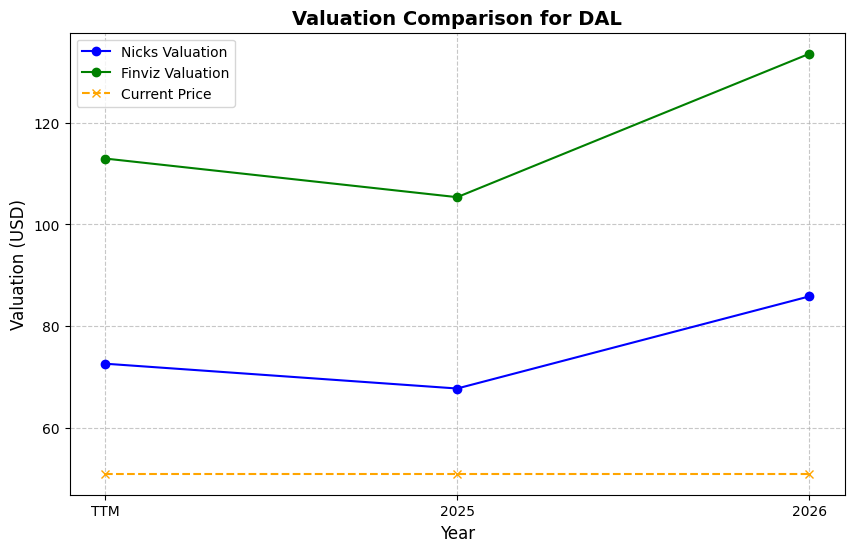 Valuation Comparison for DAL
Nicks Valuation
Finviz Valuation
Current Price
Valuation (USD)
120
100
80
60
TTM
2025
2026
Year